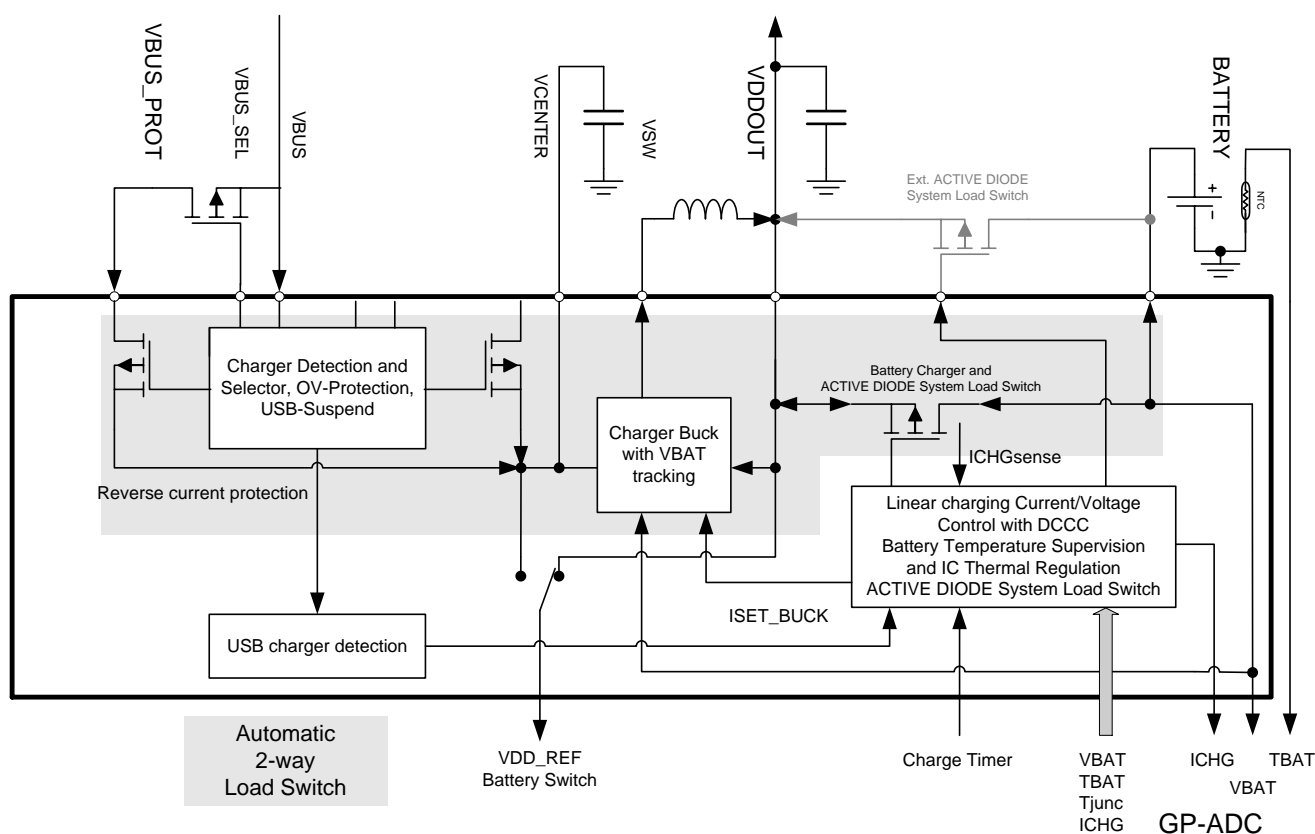 VBUS_PROT
VBUS_SEL
VBUS
VCENTER
VSW
VDDOUT
BATTERY
+
-
NTC
Ext. ACTIVE DIODE
System Load Switch
Charger Detection and
Selector, OV-Protection,
USB-Suspend
Battery Charger and
ACTIVE DIODE System Load Switch
Charger Buck
with VBAT
tracking
ICHGsense
Reverse current protection
Linear charging Current/Voltage
Control with DCCC
Battery Temperature Supervision
and IC Thermal Regulation
ACTIVE DIODE System Load Switch
ISET_BUCK
USB charger detection
Automatic
2-way
Load Switch
VDD_REF
Battery Switch
Charge Timer
VBAT
TBAT
Tjunc
ICHG
ICHG
VBAT
TBAT
GP-ADC